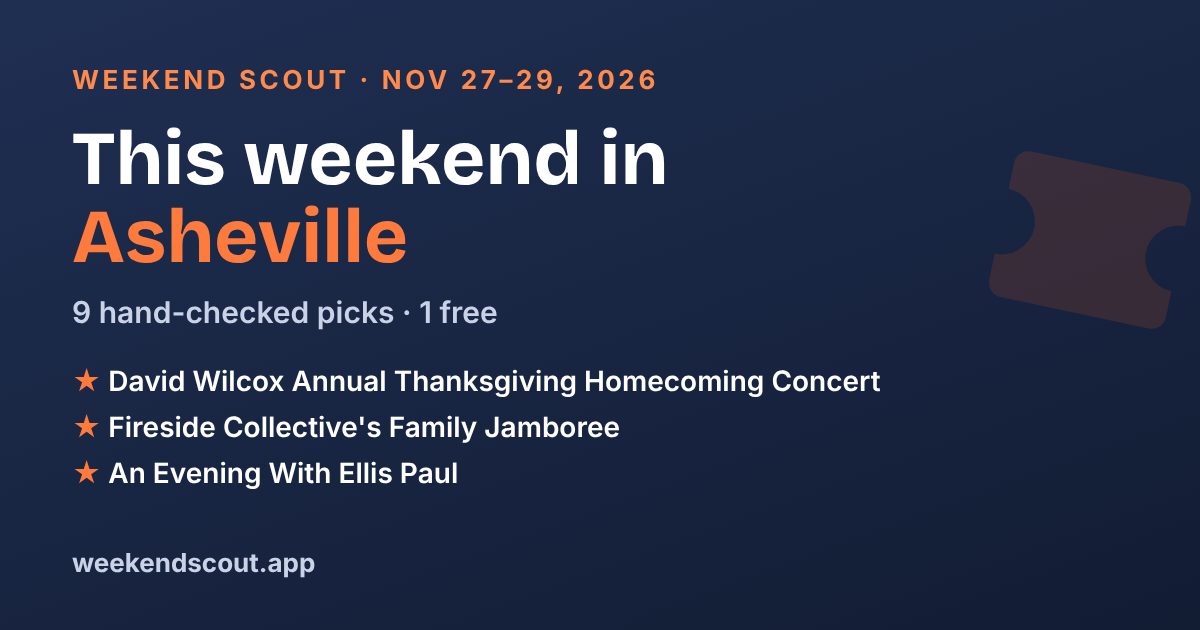 WEEKEND SCOUT · NOV 27–29, 2026
This weekend in
Asheville
9 hand-checked picks · 1 free
★ David Wilcox Annual Thanksgiving Homecoming Concert
★ Fireside Collective's Family Jamboree
★ An Evening With Ellis Paul
weekendscout.app